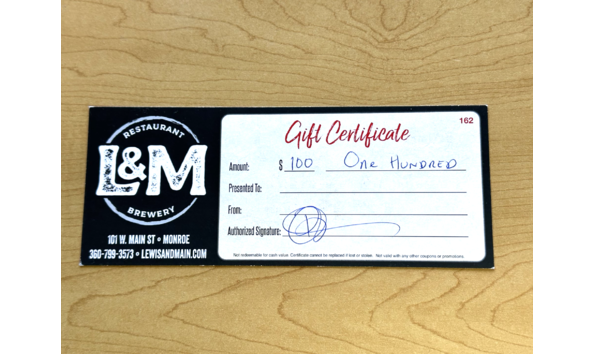 RESTAURANT
L&M
BREWERY
101 W. MAIN ST • MONROE
360-799-3573 • LEWISANDMAIN.COM
162
Gift Certificate
Amount: $ 100 ONE HUNDRED
Presented To:
From:
Authorized Signature:
Not redeemable for cash value. Certificate cannot be replaced if lost or stolen. Not valid with any other coupons or promotions.